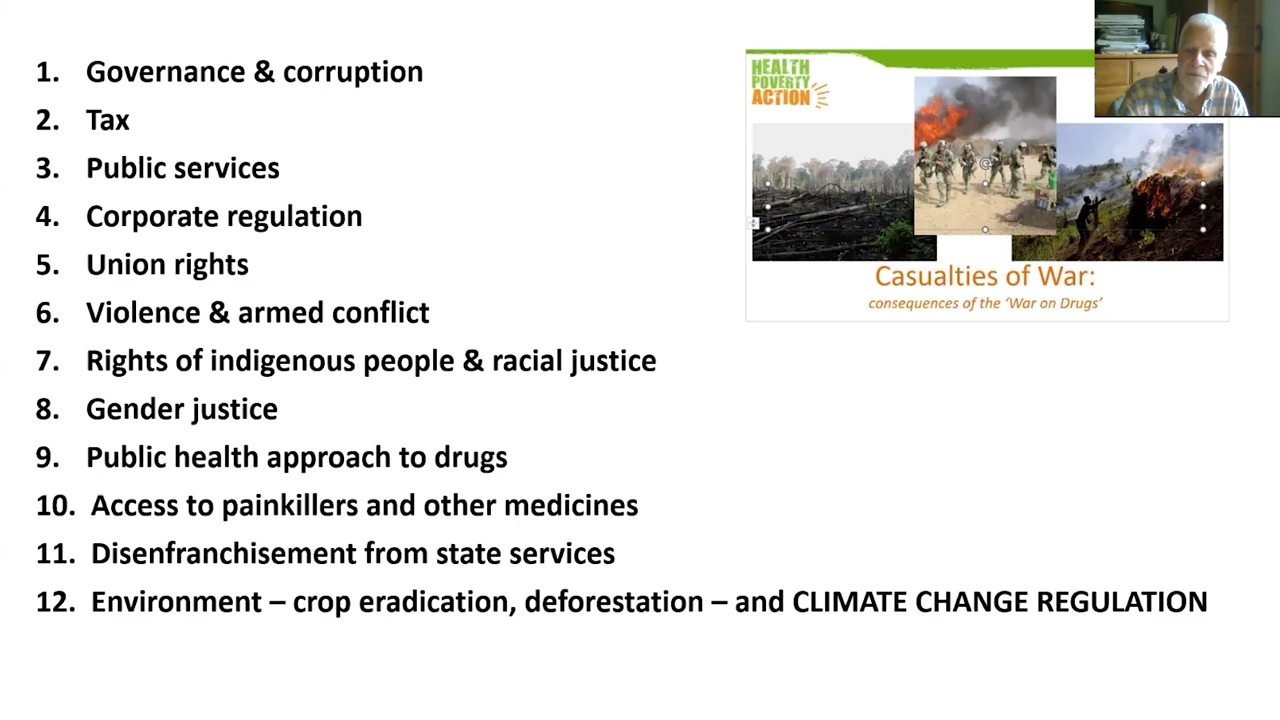 1. Governance & corruption
2. Tax
3. Public services
4. Corporate regulation
5. Union rights
6. Violence & armed conflict
7. Rights of indigenous people & racial justice
8. Gender justice
9. Public health approach to drugs
10. Access to painkillers and other medicines
11. Disenfranchisement from state services
12. Environment – crop eradication, deforestation – and CLIMATE CHANGE REGULATION
HEALTH
POVERTY
ACTION
Casualties of War:
consequences of the ‘War on Drugs’